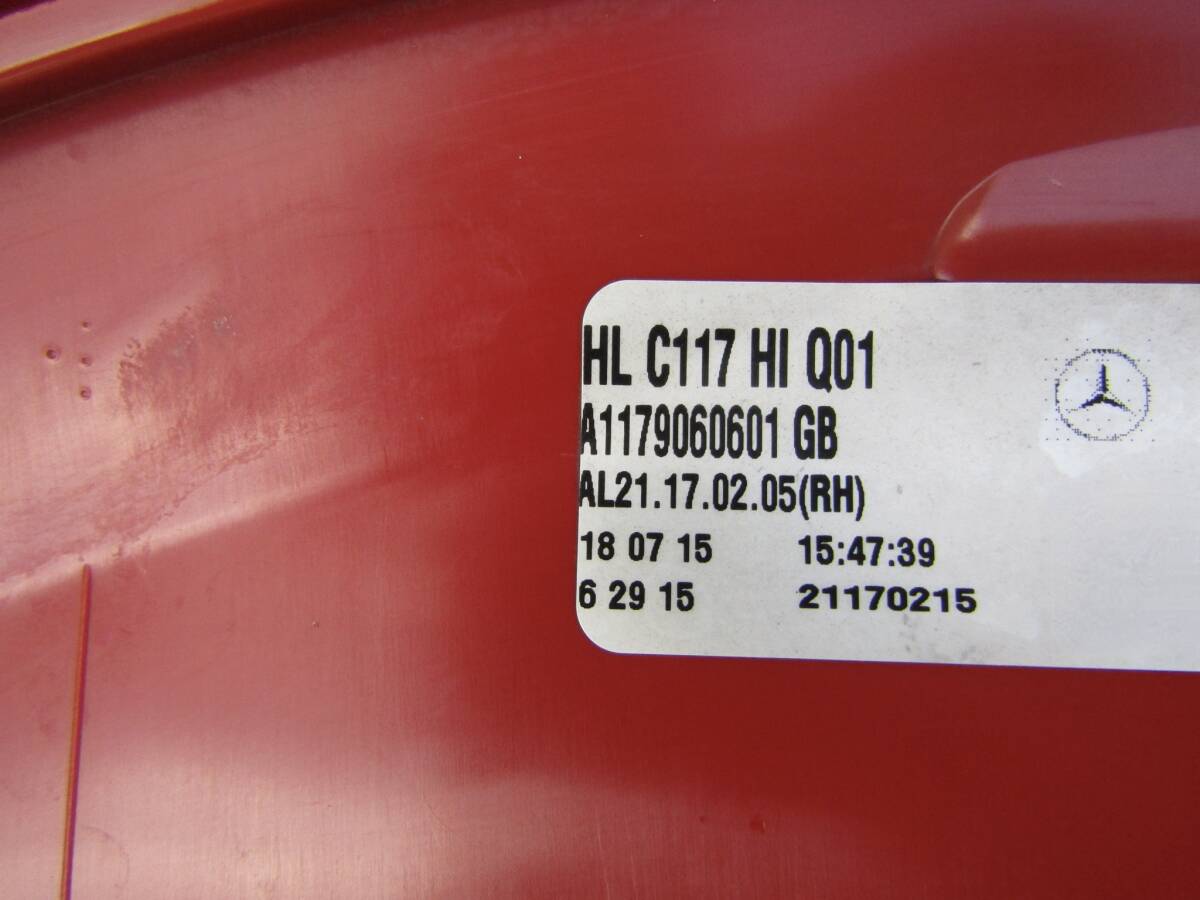 HL C117 HI Q01
A1179060601 GB
AL21.17.02.05(RH)
18 07 15 15:47:39
6 29 15 21170215